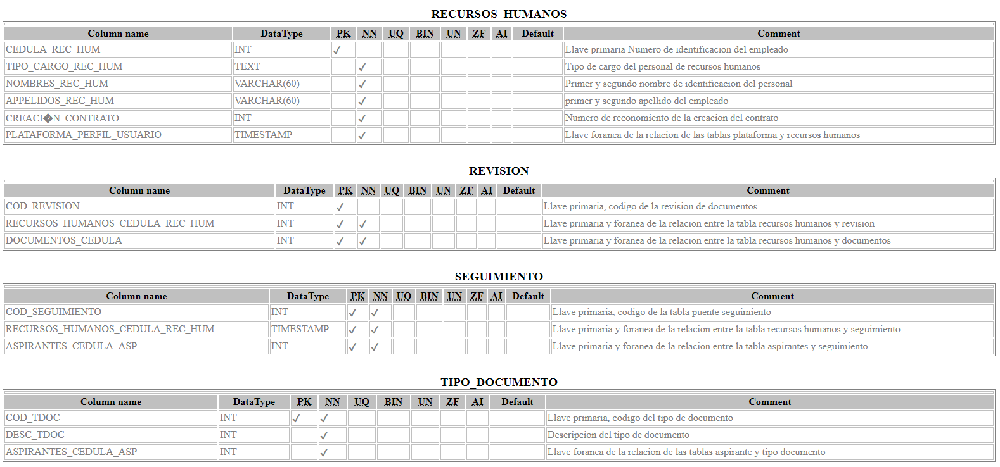 RECURSOS_HUMANOS
Column name DataType PK NN UQ BIN UN ZF AI Default Comment
CEDULA_REC_HUM INT ✓ Llave primaria Numero de identificacion del empleado
TIPO_CARGO_REC_HUM TEXT ✓ Tipo de cargo del personal de recursos humanos
NOMBRES_REC_HUM VARCHAR(60) ✓ Primer y segundo nombre de identificacion del personal
APPELIDOS_REC_HUM VARCHAR(60) ✓ primer y segundo apellido del empleado
CREACI�N_CONTRATO INT ✓ Numero de reconomiento de la creacion del contrato
PLATAFORMA_PERFIL_USUARIO TIMESTAMP ✓ Llave foranea de la relacion de las tablas plataforma y recursos humanos
REVISION
Column name DataType PK NN UQ BIN UN ZF AI Default Comment
COD_REVISION INT ✓ Llave primaria, codigo de la revision de documentos
RECURSOS_HUMANOS_CEDULA_REC_HUM INT ✓ ✓ Llave primaria y foranea de la relacion entre la tabla recursos humanos y revision
DOCUMENTOS_CEDULA INT ✓ ✓ Llave primaria y foranea de la relacion entre la tabla recursos humanos y documentos
SEGUIMIENTO
Column name DataType PK NN UQ BIN UN ZF AI Default Comment
COD_SEGUIMIENTO INT ✓ ✓ Llave primaria, codigo de la tabla puente seguimiento
RECURSOS_HUMANOS_CEDULA_REC_HUM TIMESTAMP ✓ ✓ Llave primaria y foranea de la relacion entre la tabla recursos humanos y seguimiento
ASPIRANTES_CEDULA_ASP INT ✓ ✓ Llave primaria y foranea de la relacion entre la tabla aspirantes y seguimiento
TIPO_DOCUMENTO
Column name DataType PK NN UQ BIN UN ZF AI Default Comment
COD_TDOC INT ✓ ✓ Llave primaria, codigo del tipo de documento
DESC_TDOC INT ✓ Descripcion del tipo de documento
ASPIRANTES_CEDULA_ASP INT ✓ Llave foranea de la relacion de las tablas aspirante y tipo documento